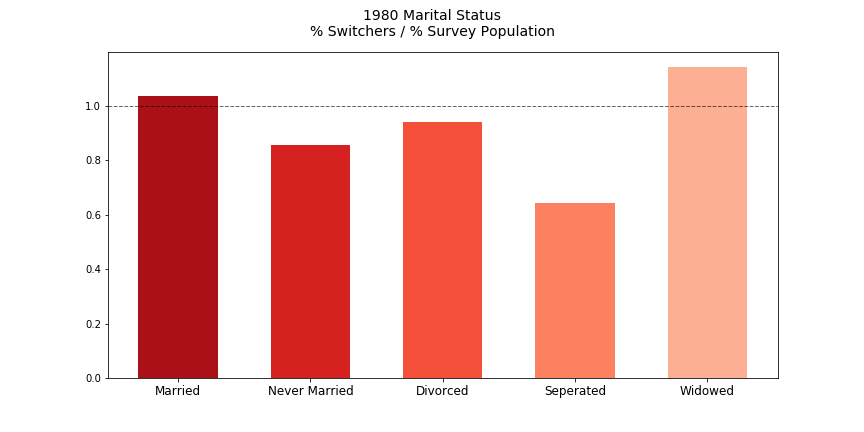 1980 Marital Status
% Switchers / % Survey Population
1.0
0.8
0.6
0.4
0.2
0.0
Married Never Married Divorced Seperated Widowed